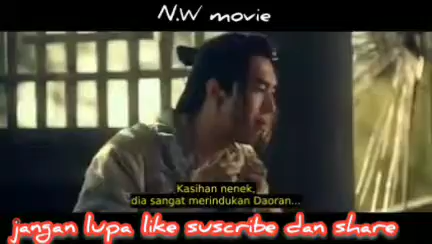 N.W movie
Kasihan nenek,
dia sangat merindukan Daoran...
jangan lupa like suscribe dan share